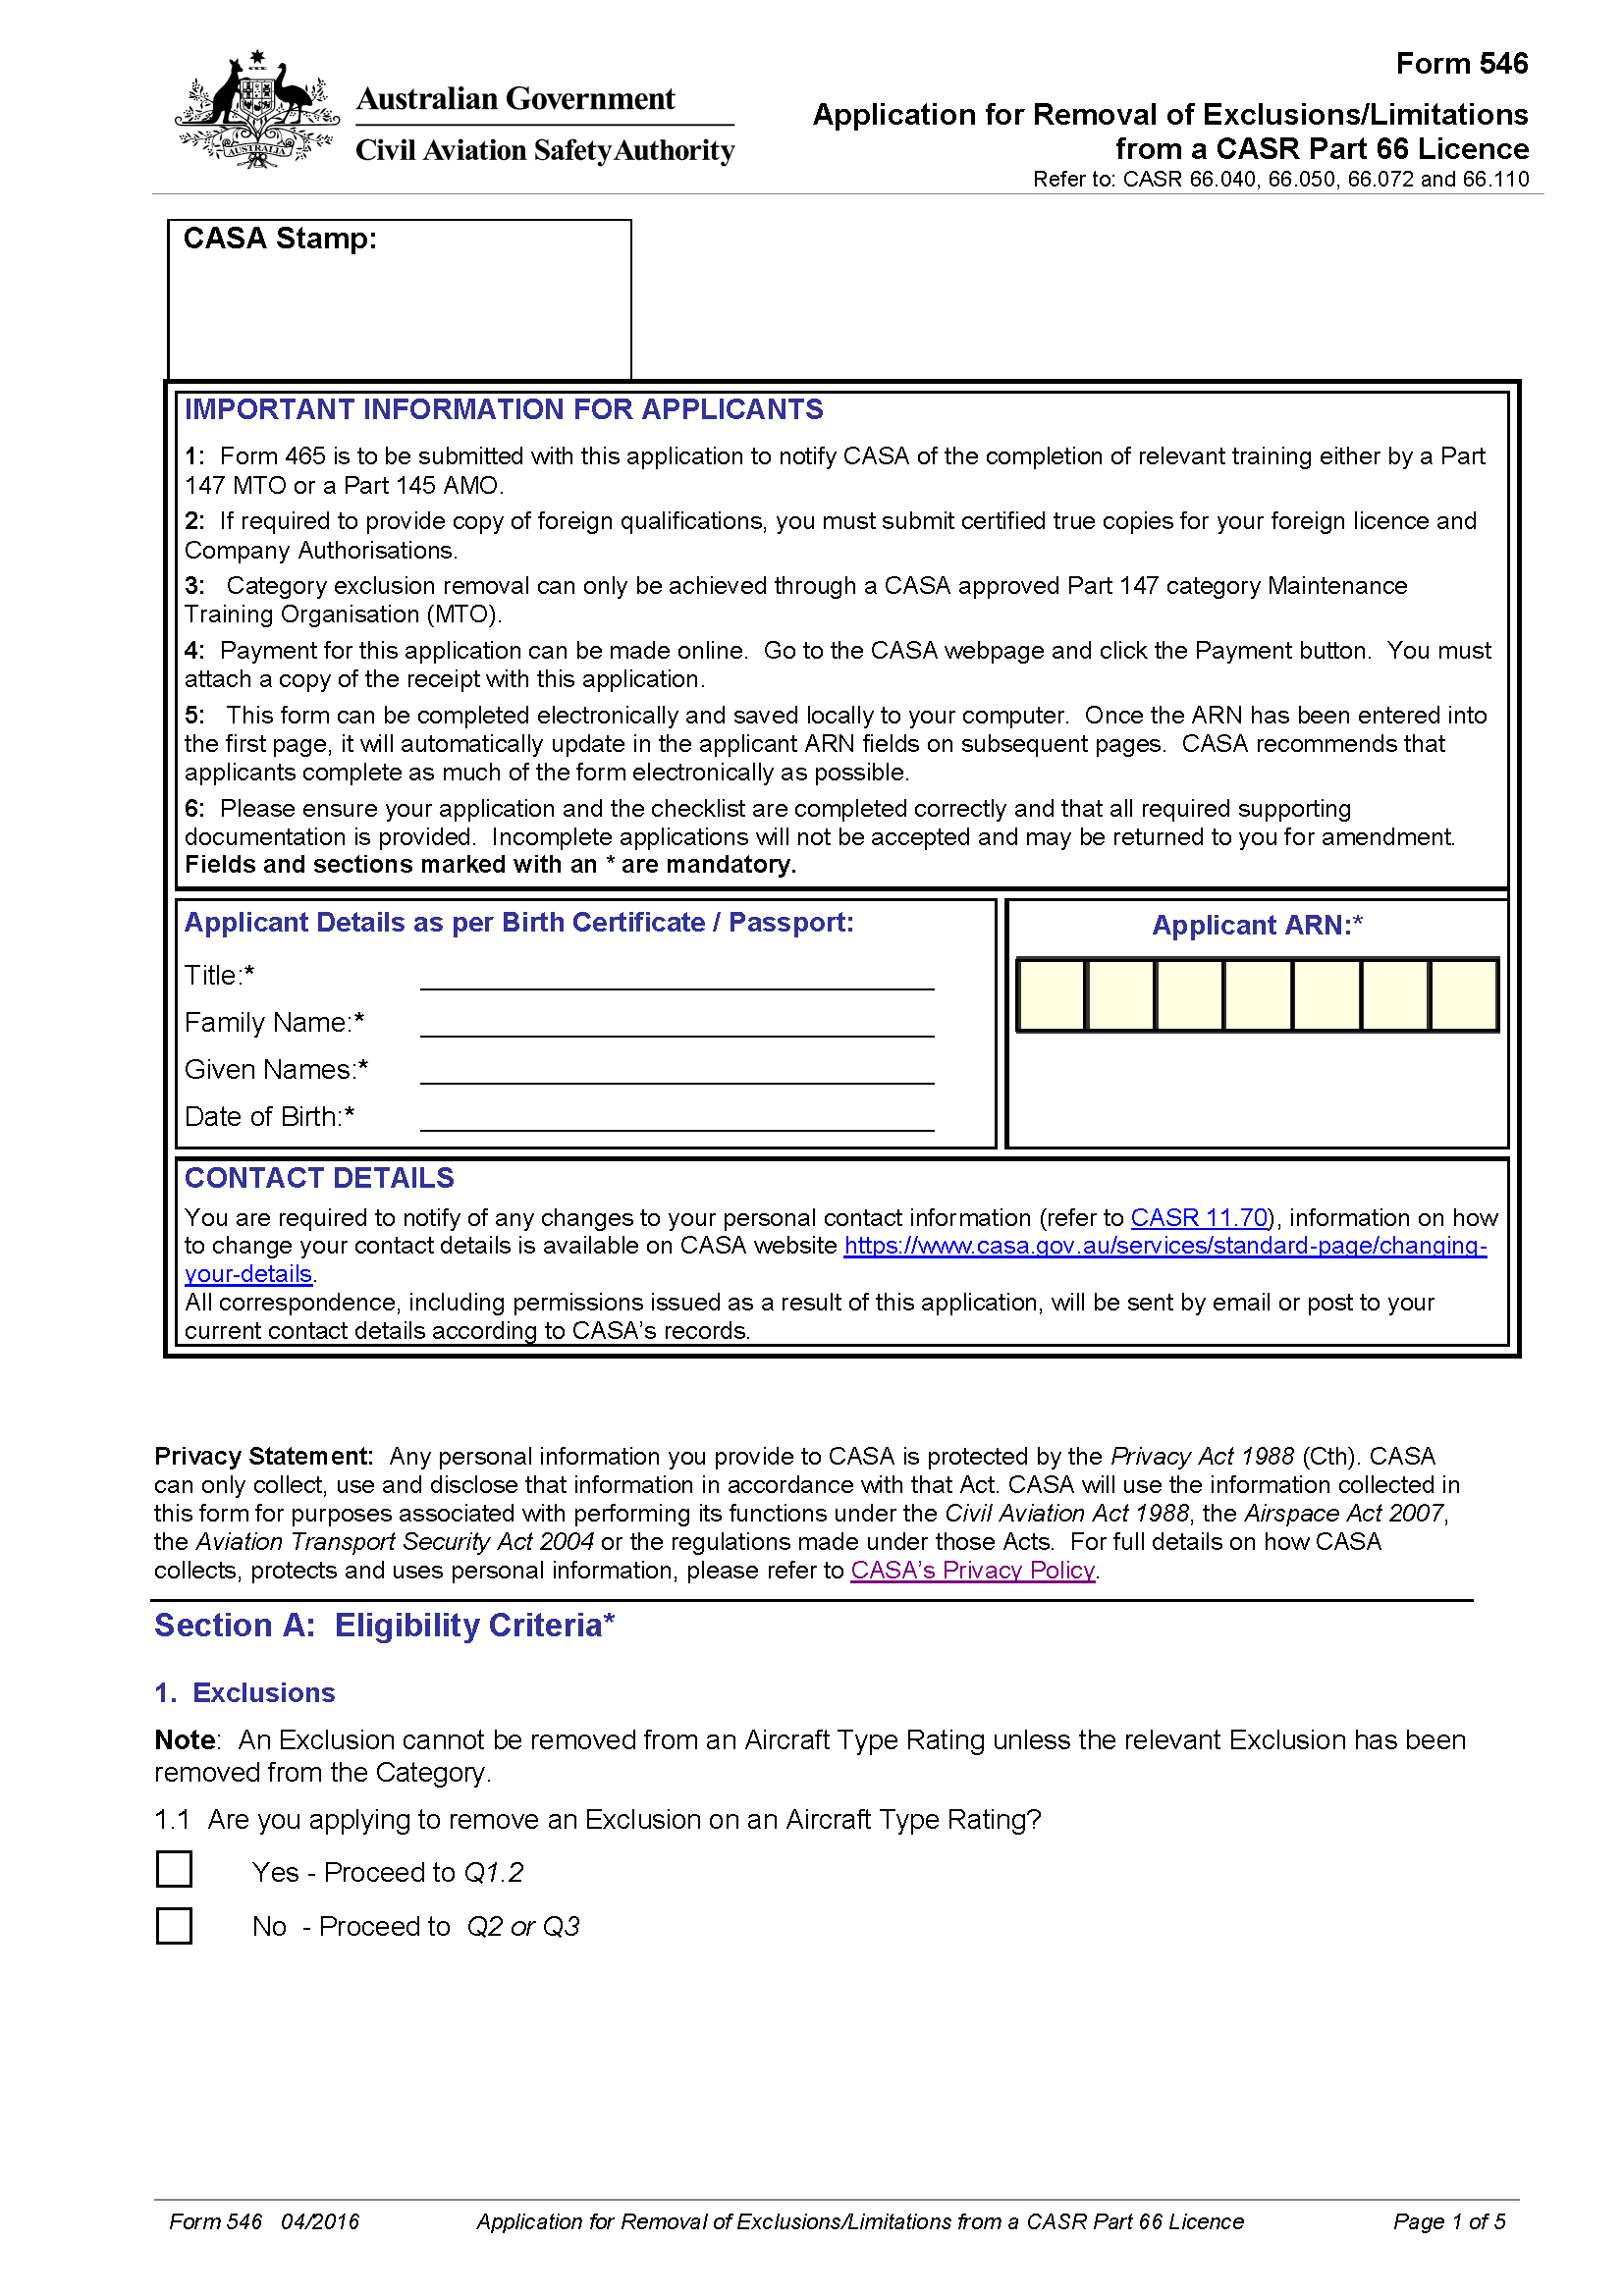 Form 546
Australian Government
Application for Removal of Exclusions/Limitations
Civil Aviation Safety Authority
from a CASR Part 66 Licence
AUSTRALIA
Refer to: CASR 66.040, 66.050, 66.072 and 66.110
CASA Stamp:
IMPORTANT INFORMATION FOR APPLICANTS
1: Form 465 is to be submitted with this application to notify CASA of the completion of relevant training either by a Part
147 MTO or a Part 145 AMO.
2: If required to provide copy of foreign qualifications, you must submit certified true copies for your foreign licence and
Company Authorisations.
3: Category exclusion removal can only be achieved through a CASA approved Part 147 category Maintenance
Training Organisation (MTO).
4: Payment for this application can be made online. Go to the CASA webpage and click the Payment button. You must
attach a copy of the receipt with this application.
5: This form can be completed electronically and saved locally to your computer. Once the ARN has been entered into
the first page, it will automatically update in the applicant ARN fields on subsequent pages. CASA recommends that
applicants complete as much of the form electronically as possible.
6: Please ensure your application and the checklist are completed correctly and that all required supporting
documentation is provided. Incomplete applications will not be accepted and may be returned to you for amendment.
Fields and sections marked with an * are mandatory.
Applicant Details as per Birth Certificate / Passport:
Applicant ARN:*
Title:*
Family Name:*
Given Names:*
Date of Birth:*
CONTACT DETAILS
You are required to notify of any changes to your personal contact information (refer to CASR 11.70), information on how
to change your contact details is available on CASA website https://www.casa.gov.au/services/standard-page/changing-
your-details.
All correspondence, including permissions issued as a result of this application, will be sent by email or post to your
current contact details according to CASA's records.
Privacy Statement: Any personal information you provide to CASA is protected by the Privacy Act 1988 (Cth). CASA
can only collect, use and disclose that information in accordance with that Act. CASA will use the information collected in
this form for purposes associated with performing its functions under the Civil Aviation Act 1988, the Airspace Act 2007,
the Aviation Transport Security Act 2004 or the regulations made under those Acts. For full details on how CASA
collects, protects and uses personal information, please refer to CASA's Privacy Policy.
Section A: Eligibility Criteria*
1. Exclusions
Note: An Exclusion cannot be removed from an Aircraft Type Rating unless the relevant Exclusion has been
removed from the Category.
1.1 Are you applying to remove an Exclusion on an Aircraft Type Rating?
Yes - Proceed to Q1.2
No - Proceed to Q2 or Q3
Form 546 04/2016 Application for Removal of Exclusions/Limitations from a CASR Part 66 Licence Page 1 of 5